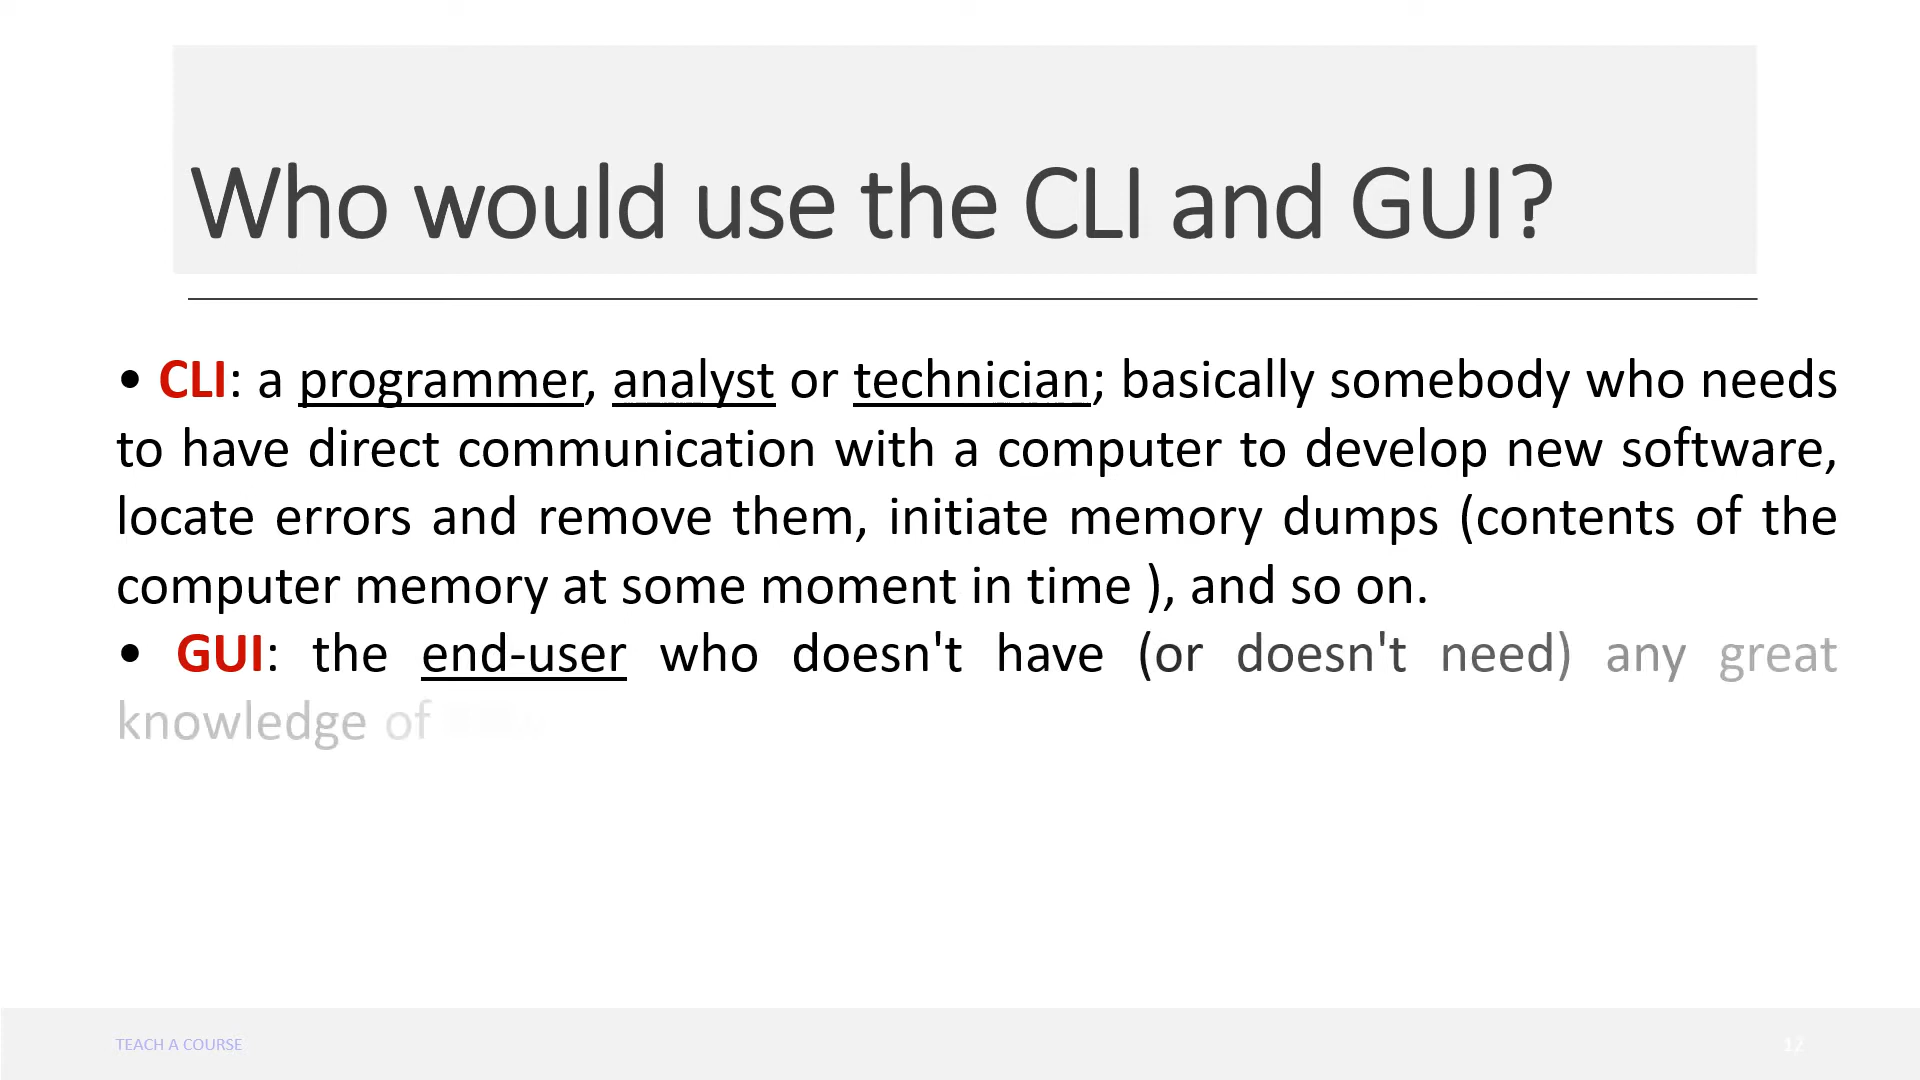 Who would use the CLI and GUI?
• CLI: a programmer, analyst or technician; basically somebody who needs
to have direct communication with a computer to develop new software,
locate errors and remove them, initiate memory dumps (contents of the
computer memory at some moment in time ), and so on.
• GUI: the end-user who doesn't have (or doesn't need) any great
knowledge of
TEACH A COURSE
12